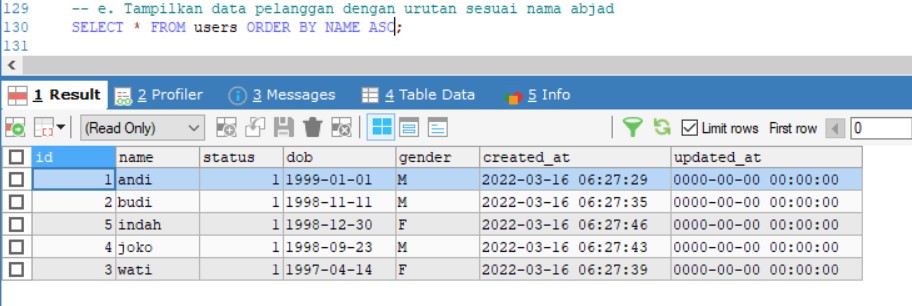 129 -- e. Tampilkan data pelanggan dengan urutan sesuai nama abjad
130 SELECT * FROM users ORDER BY NAME ASC;
131
1 Result 2 Profiler 3 Messages 4 Table Data 5 Info
(Read Only) Limit rows First row 0
id name status dob gender created_at updated_at
1 andi 1 1999-01-01 M 2022-03-16 06:27:29 0000-00-00 00:00:00
2 budi 1 1998-11-11 M 2022-03-16 06:27:35 0000-00-00 00:00:00
5 indah 1 1998-12-30 F 2022-03-16 06:27:46 0000-00-00 00:00:00
4 joko 1 1998-09-23 M 2022-03-16 06:27:43 0000-00-00 00:00:00
3 wati 1 1997-04-14 F 2022-03-16 06:27:39 0000-00-00 00:00:00